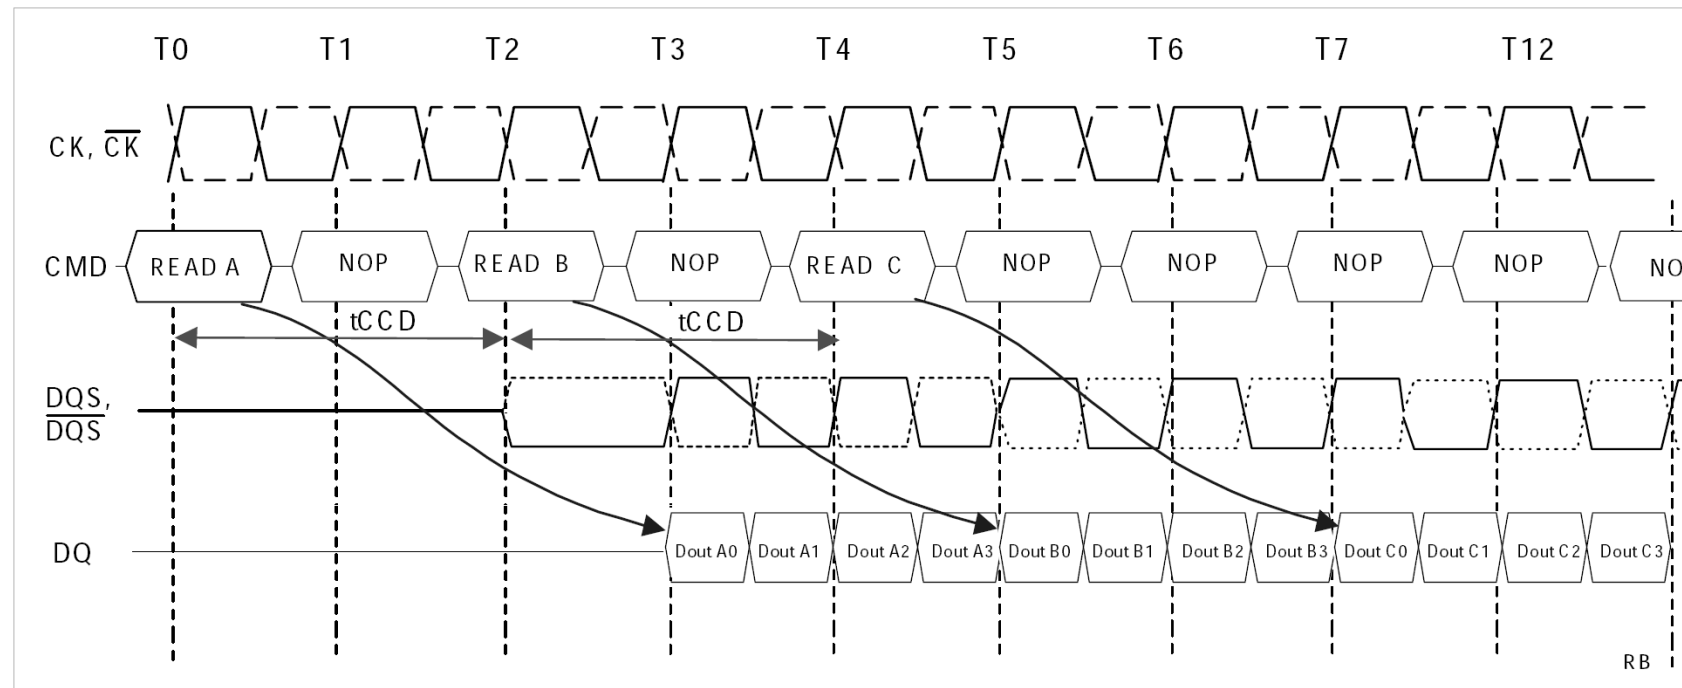 T0 T1 T2 T3 T4 T5 T6 T7 T12
CK, CK
CMD READ A NOP READ B NOP READ C NOP NOP NOP NOP NO
tCCD tCCD
DQS,
DQS
DQ Dout A0 Dout A1 Dout A2 Dout A3 Dout B0 Dout B1 Dout B2 Dout B3 Dout C0 Dout C1 Dout C2 Dout C3
RB